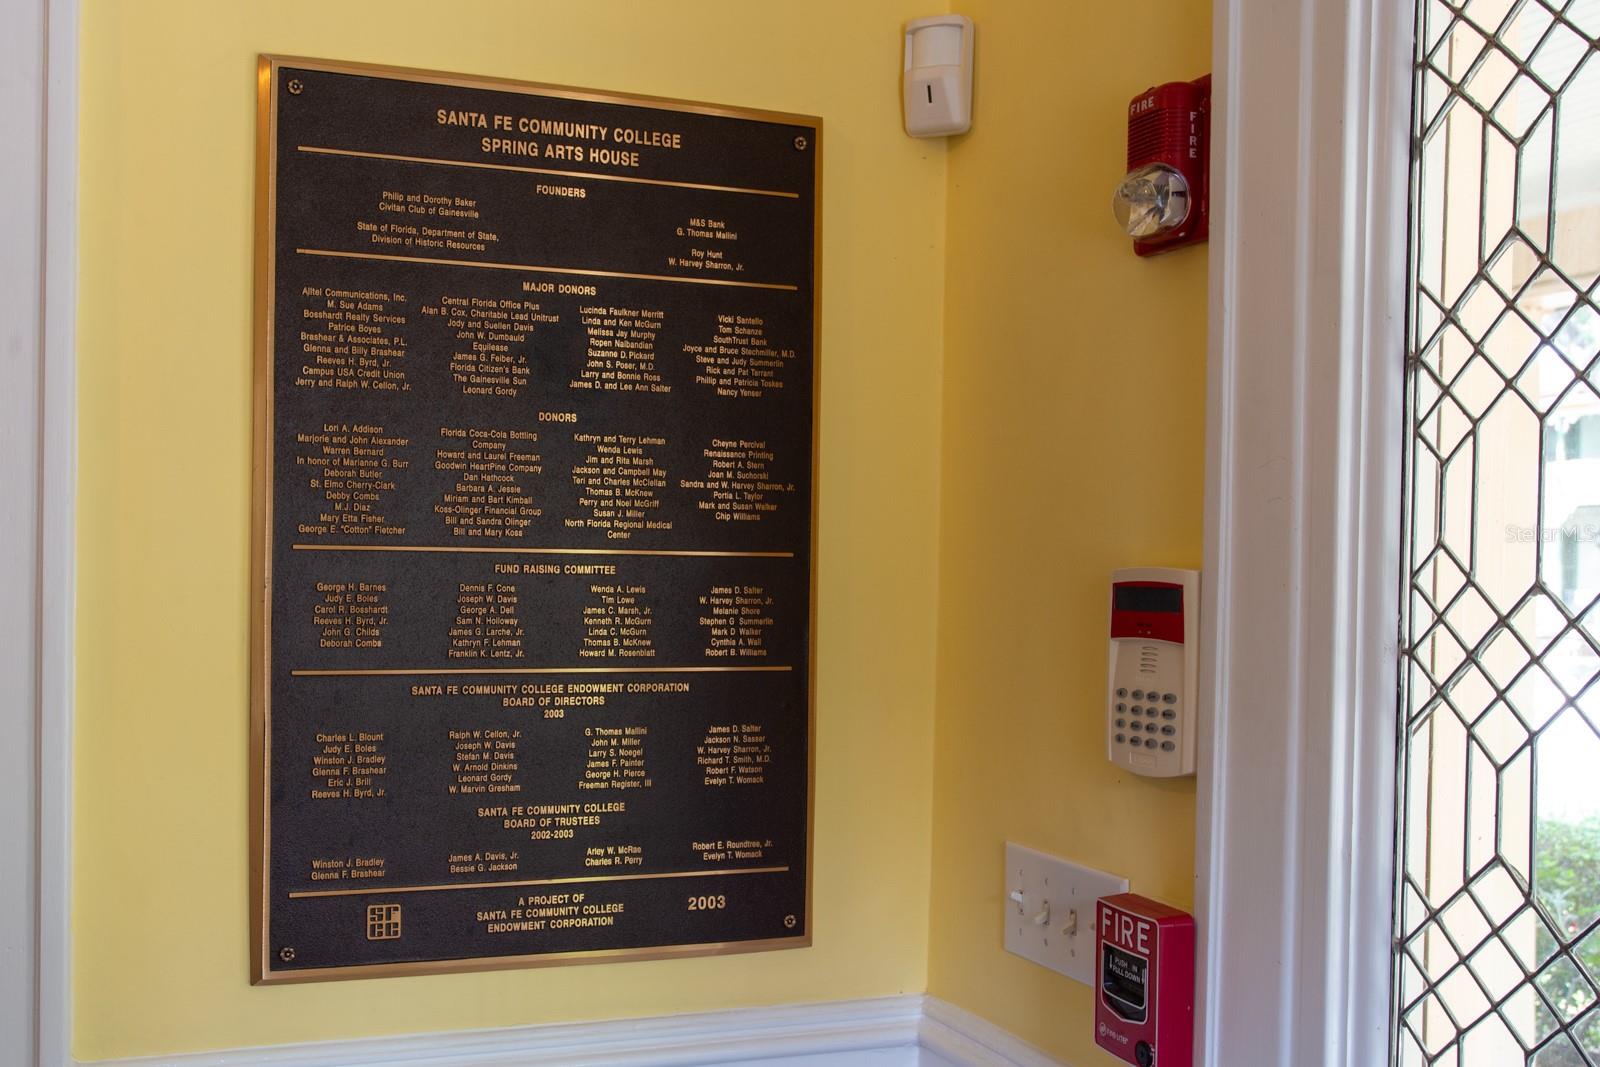 SANTA FE COMMUNITY COLLEGE
SPRING ARTS HOUSE
FOUNDERS
Philip and Dorothy Baker
Civitan Club of Gainesville
State of Florida, Department of State,
Division of Historic Resources
M&S Bank
G. Thomas Mallini
Roy Hunt
W. Harvey Sharron, Jr.
MAJOR DONORS
Alltel Communications, Inc.
M. Sue Adams
Bosshardt Realty Services
Patrice Boyes
Brashear & Associates, P.L.
Glenna and Billy Brashear
Reeves H. Byrd, Jr.
Campus USA Credit Union
Jerry and Ralph W. Cellon, Jr.
Central Florida Office Plus
Alan B. Cox, Charitable Lead Unitrust
Jody and Suellen Davis
John W. Dumbauld
Equilease
James G. Feiber, Jr.
Florida Citizen's Bank
The Gainesville Sun
Leonard Gordy
Lucinda Faulkner Merritt
Linda and Ken McGurn
Melissa Jay Murphy
Ropen Nalbandian
Suzanne D. Pickard
John S. Poser, M.D.
Larry and Bonnie Ross
James D. and Lee Ann Salter
Vicki Santello
Tom Schanze
SouthTrust Bank
Joyce and Bruce Stechmiller, M.D.
Steve and Judy Summerlin
Rick and Pat Tarrant
Phillip and Patricia Toskes
Nancy Yenser
DONORS
Lori A. Addison
Marjorie and John Alexander
Warren Bernard
In honor of Marianne G. Burr
Deborah Butler
St. Elmo Cherry-Clark
Debby Combs
M.J. Diaz
Mary Etta Fisher
George E. "Cotton" Fletcher
Florida Coca-Cola Bottling
Company
Howard and Laurel Freeman
Goodwin HeartPine Company
Dan Hathcock
Barbara A. Jessie
Miriam and Bart Kimball
Koss-Olinger Financial Group
Bill and Sandra Olinger
Bill and Mary Koss
Kathryn and Terry Lehman
Wenda Lewis
Jim and Rita Marsh
Jackson and Campbell May
Teri and Charles McClellan
Thomas B. McKnew
Perry and Noel McGriff
Susan J. Miller
North Florida Regional Medical
Center
Cheyne Percival
Renaissance Printing
Robert A. Stern
Joan M. Suchorski
Sandra and W. Harvey Sharron, Jr.
Portia L. Taylor
Mark and Susan Walker
Chip Williams
FUND RAISING COMMITTEE
George H. Barnes
Judy E. Boles
Carol R. Bosshardt
Reeves H. Byrd, Jr.
John G. Childs
Deborah Combs
Dennis F. Cone
Joseph W. Davis
George A. Dell
Sam N. Holloway
James G. Larche, Jr.
Kathryn F. Lehman
Franklin K. Lentz, Jr.
Wenda A. Lewis
Tim Lowe
James C. Marsh, Jr.
Kenneth R. McGurn
Linda C. McGurn
Thomas B. McKnew
Howard M. Rosenblatt
James D. Salter
W. Harvey Sharron, Jr.
Melanie Shore
Stephen G Summerlin
Mark D Walker
Cynthia A. Wall
Robert B. Williams
SANTA FE COMMUNITY COLLEGE ENDOWMENT CORPORATION
BOARD OF DIRECTORS
2003
Charles L. Blount
Judy E. Boles
Winston J. Bradley
Glenna F. Brashear
Eric J. Brill
Reeves H. Byrd, Jr.
Ralph W. Cellon, Jr.
Joseph W. Davis
Stefan M. Davis
W. Arnold Dinkins
Leonard Gordy
W. Marvin Gresham
G. Thomas Mallini
John M. Miller
Larry S. Noegel
James F. Painter
George H. Pierce
Freeman Register, III
James D. Salter
Jackson N. Sasser
W. Harvey Sharron, Jr.
Richard T. Smith, M.D.
Robert F. Watson
Evelyn T. Womack
SANTA FE COMMUNITY COLLEGE
BOARD OF TRUSTEES
2002-2003
Winston J. Bradley
Glenna F. Brashear
James A. Davis, Jr.
Bessie G. Jackson
Arley W. McRae
Charles R. Perry
Robert E. Roundtree, Jr.
Evelyn T. Womack
SF
CC
A PROJECT OF
SANTA FE COMMUNITY COLLEGE
ENDOWMENT CORPORATION
2003
FIRE
FIRE
FIRE
PUSH IN
PULL DOWN
StellarMLS